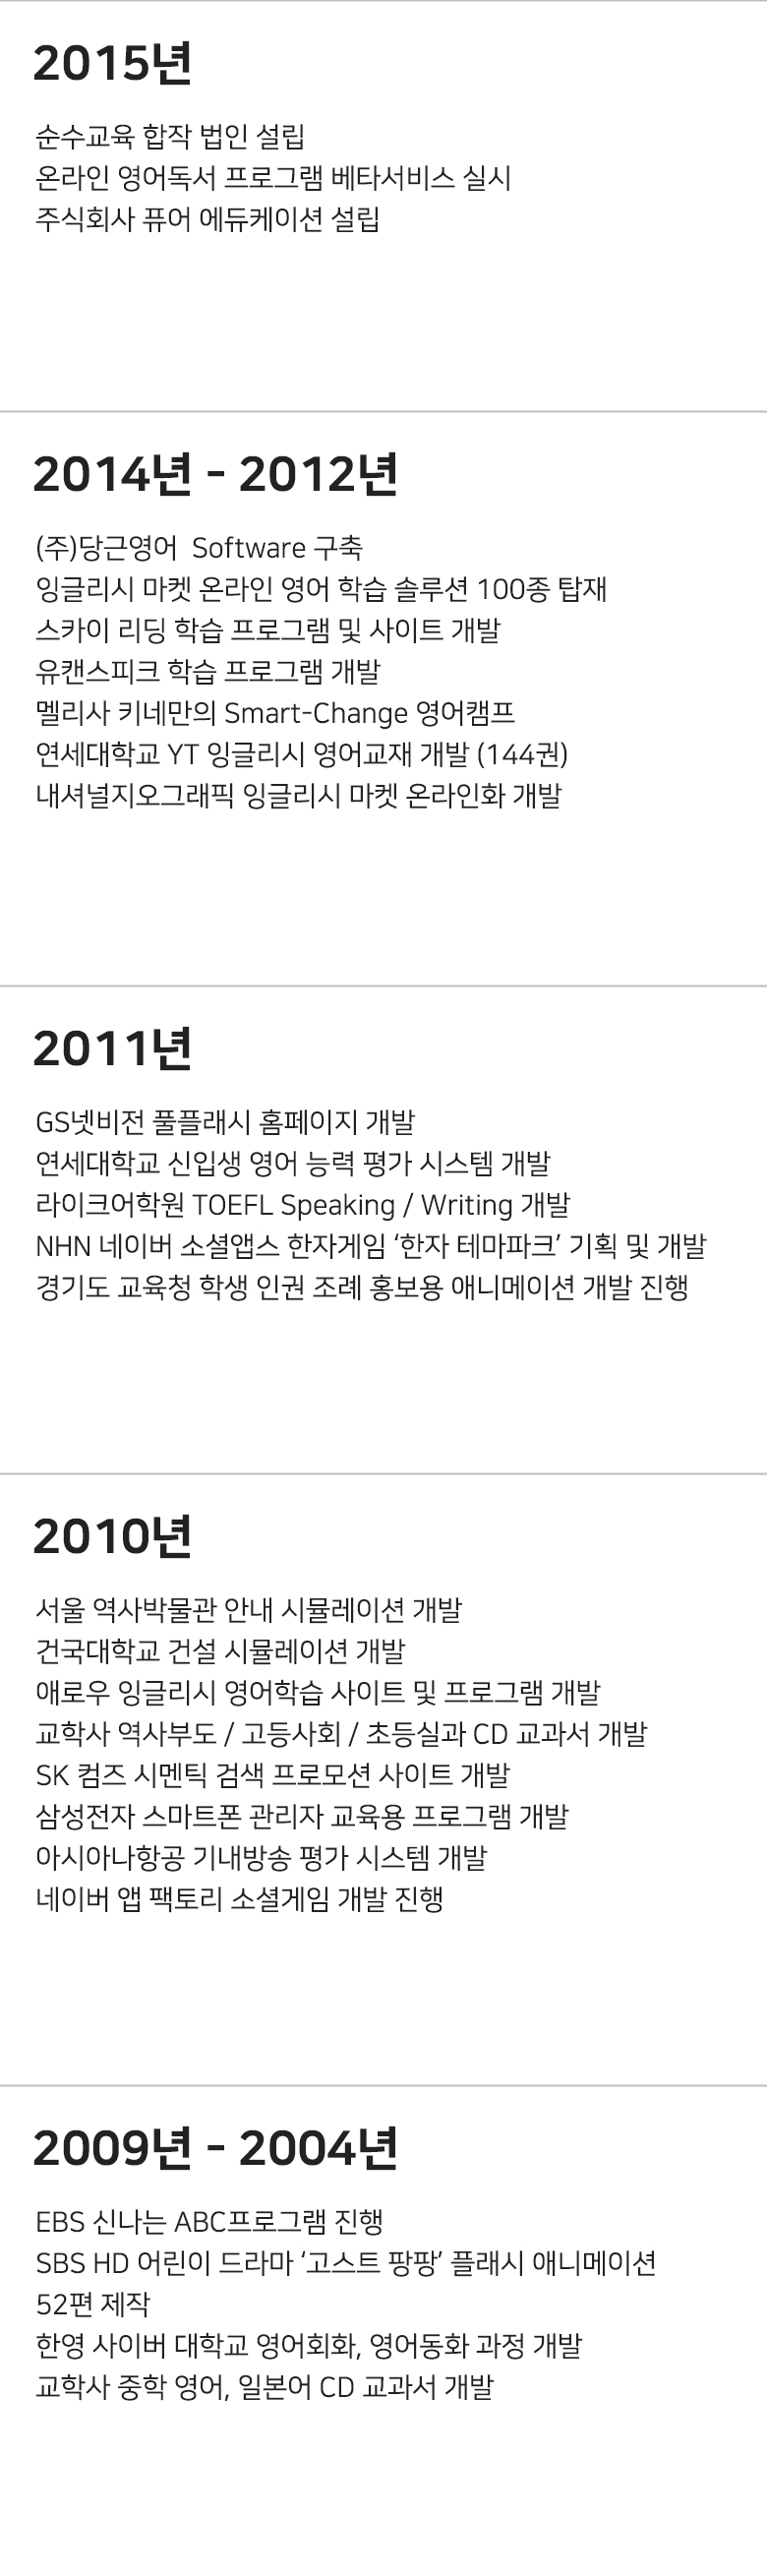 2015년
순수교육 합작 법인 설립
온라인 영어독서 프로그램 베타서비스 실시
주식회사 퓨어 에듀케이션 설립
2014년 - 2012년
(주)당근영어  Software 구축
잉글리시 마켓 온라인 영어 학습 솔루션 100종 탑재
스카이 리딩 학습 프로그램 및 사이트 개발
유캔스피크 학습 프로그램 개발
멜리사 키네만의 Smart-Change 영어캠프
연세대학교 YT 잉글리시 영어교재 개발 (144권)
내셔널지오그래픽 잉글리시 마켓 온라인화 개발
2011년
GS넷비전 풀플래시 홈페이지 개발
연세대학교 신입생 영어 능력 평가 시스템 개발
라이크어학원 TOEFL Speaking / Writing 개발
NHN 네이버 소셜앱스 한자게임 ‘한자 테마파크’ 기획 및 개발
경기도 교육청 학생 인권 조례 홍보용 애니메이션 개발 진행
2010년
서울 역사박물관 안내 시뮬레이션 개발
건국대학교 건설 시뮬레이션 개발
애로우 잉글리시 영어학습 사이트 및 프로그램 개발
교학사 역사부도 / 고등사회 / 초등실과 CD 교과서 개발
SK 컴즈 시멘틱 검색 프로모션 사이트 개발
삼성전자 스마트폰 관리자 교육용 프로그램 개발
아시아나항공 기내방송 평가 시스템 개발
네이버 앱 팩토리 소셜게임 개발 진행
2009년 - 2004년
EBS 신나는 ABC프로그램 진행
SBS HD 어린이 드라마 ‘고스트 팡팡’ 플래시 애니메이션
52편 제작
한영 사이버 대학교 영어회화, 영어동화 과정 개발
교학사 중학 영어, 일본어 CD 교과서 개발